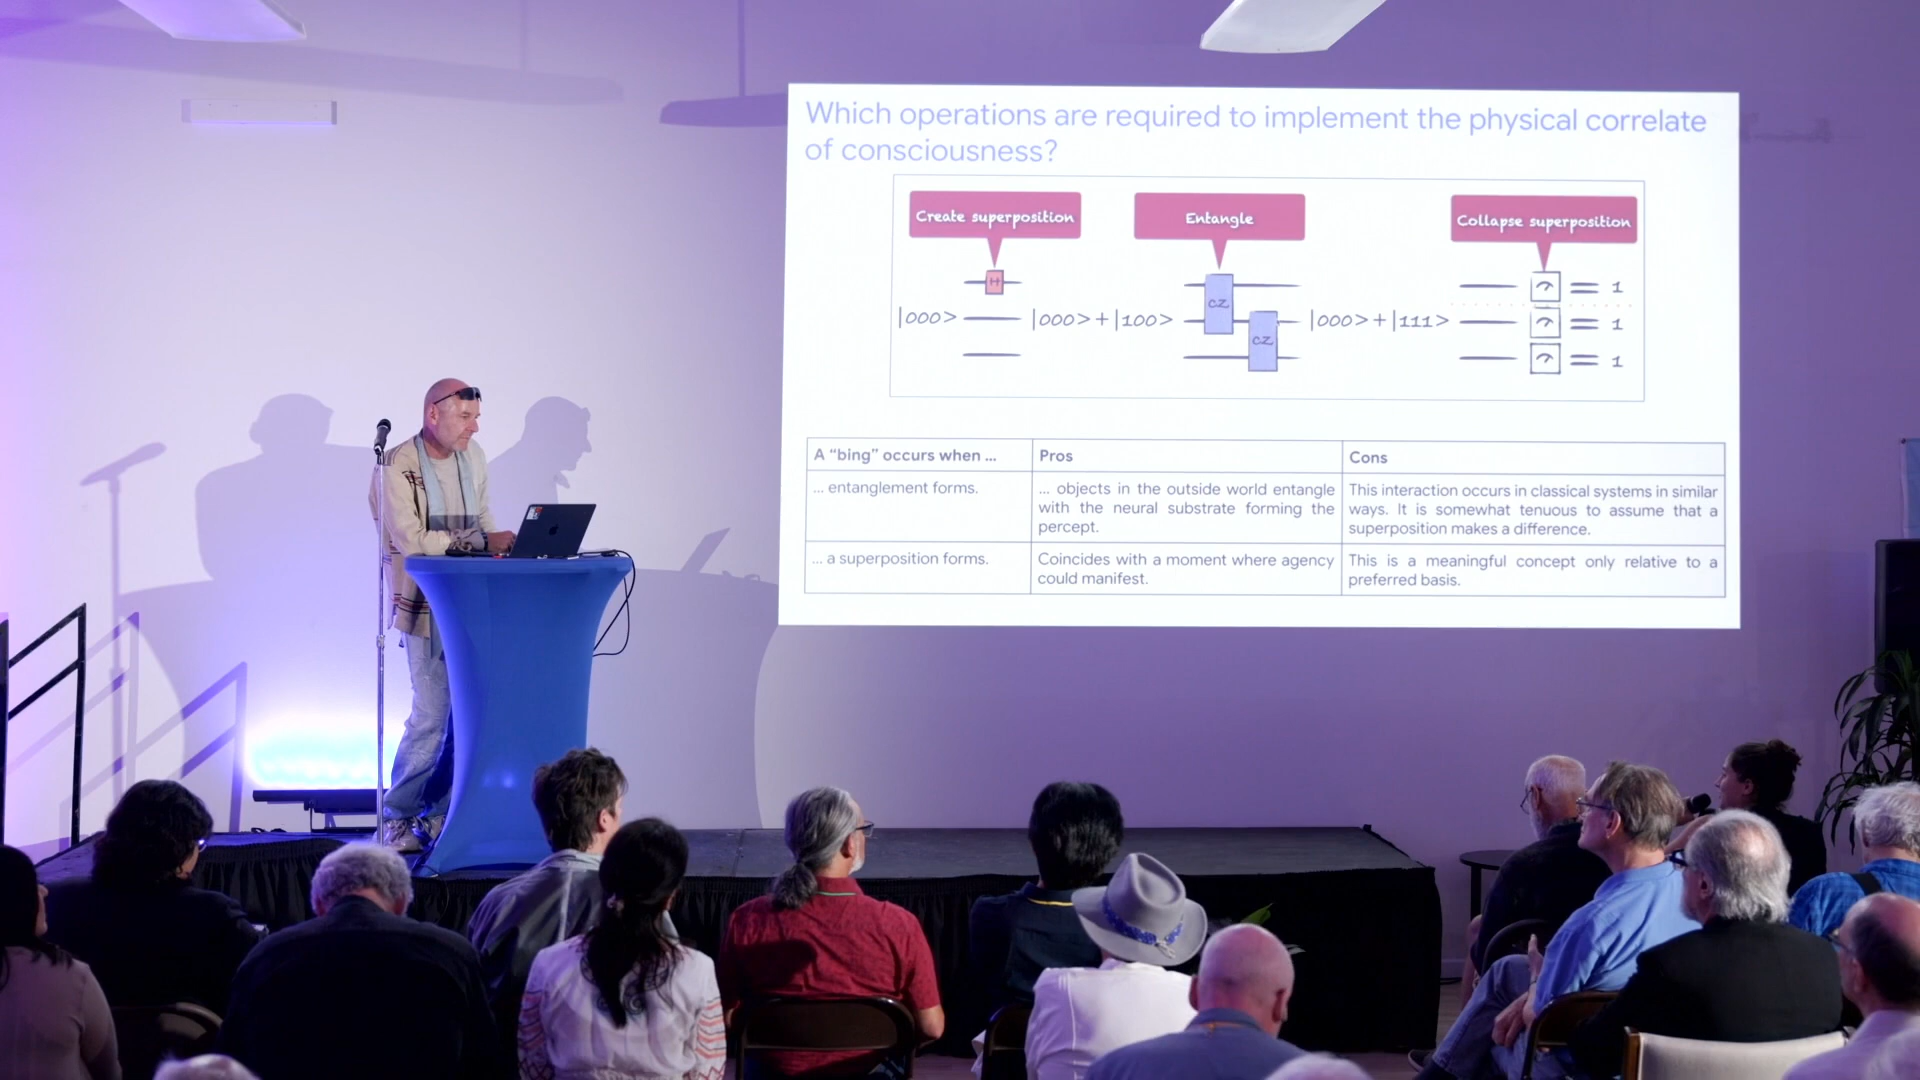 Which operations are required to implement the physical correlate
of consciousness?
Create superposition
Entangle
Collapse superposition
H
|000>
|000>+|100>
CZ
CZ
|000>+|111>
= 1
= 1
= 1
A “bing” occurs when ...
Pros
Cons
... entanglement forms.
... objects in the outside world entangle
with the neural substrate forming the
percept.
This interaction occurs in classical systems in similar
ways. It is somewhat tenuous to assume that a
superposition makes a difference.
... a superposition forms.
Coincides with a moment where agency
could manifest.
This is a meaningful concept only relative to a
preferred basis.